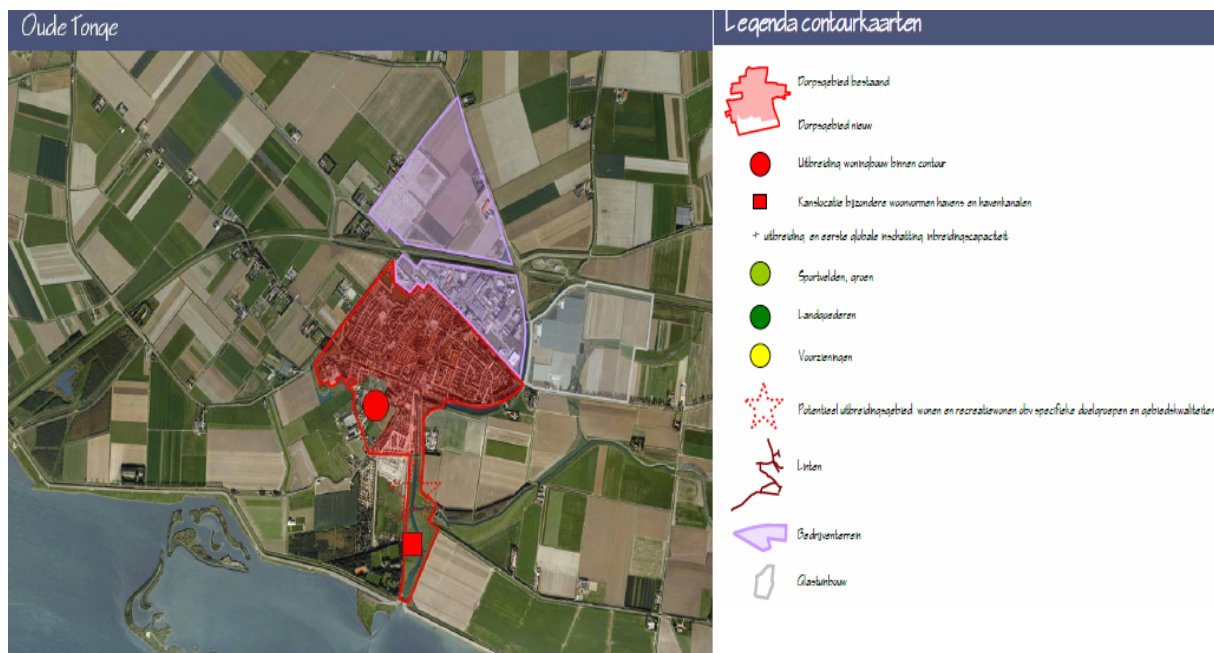 Oude Tonge
Legenda contourkaarten
Dorpsgebied bestaand
Dorpsgebied nieuw
Uitbreiding woningbouw binnen contour
Kanslocatie bijzondere woonvormen havens en havenkanalen
+ uitbreiding, en eerste globale inschatting inbreidingscapaciteit
Sportvelden, groen
Landgoederen
Voorzieningen
Potentieel uitbreidingsgebied wonen en recreatiewonen obv specifieke doelgroepen en gebiedskwaliteiten
Linten
Bedrijventerrein
Glastuinbouw